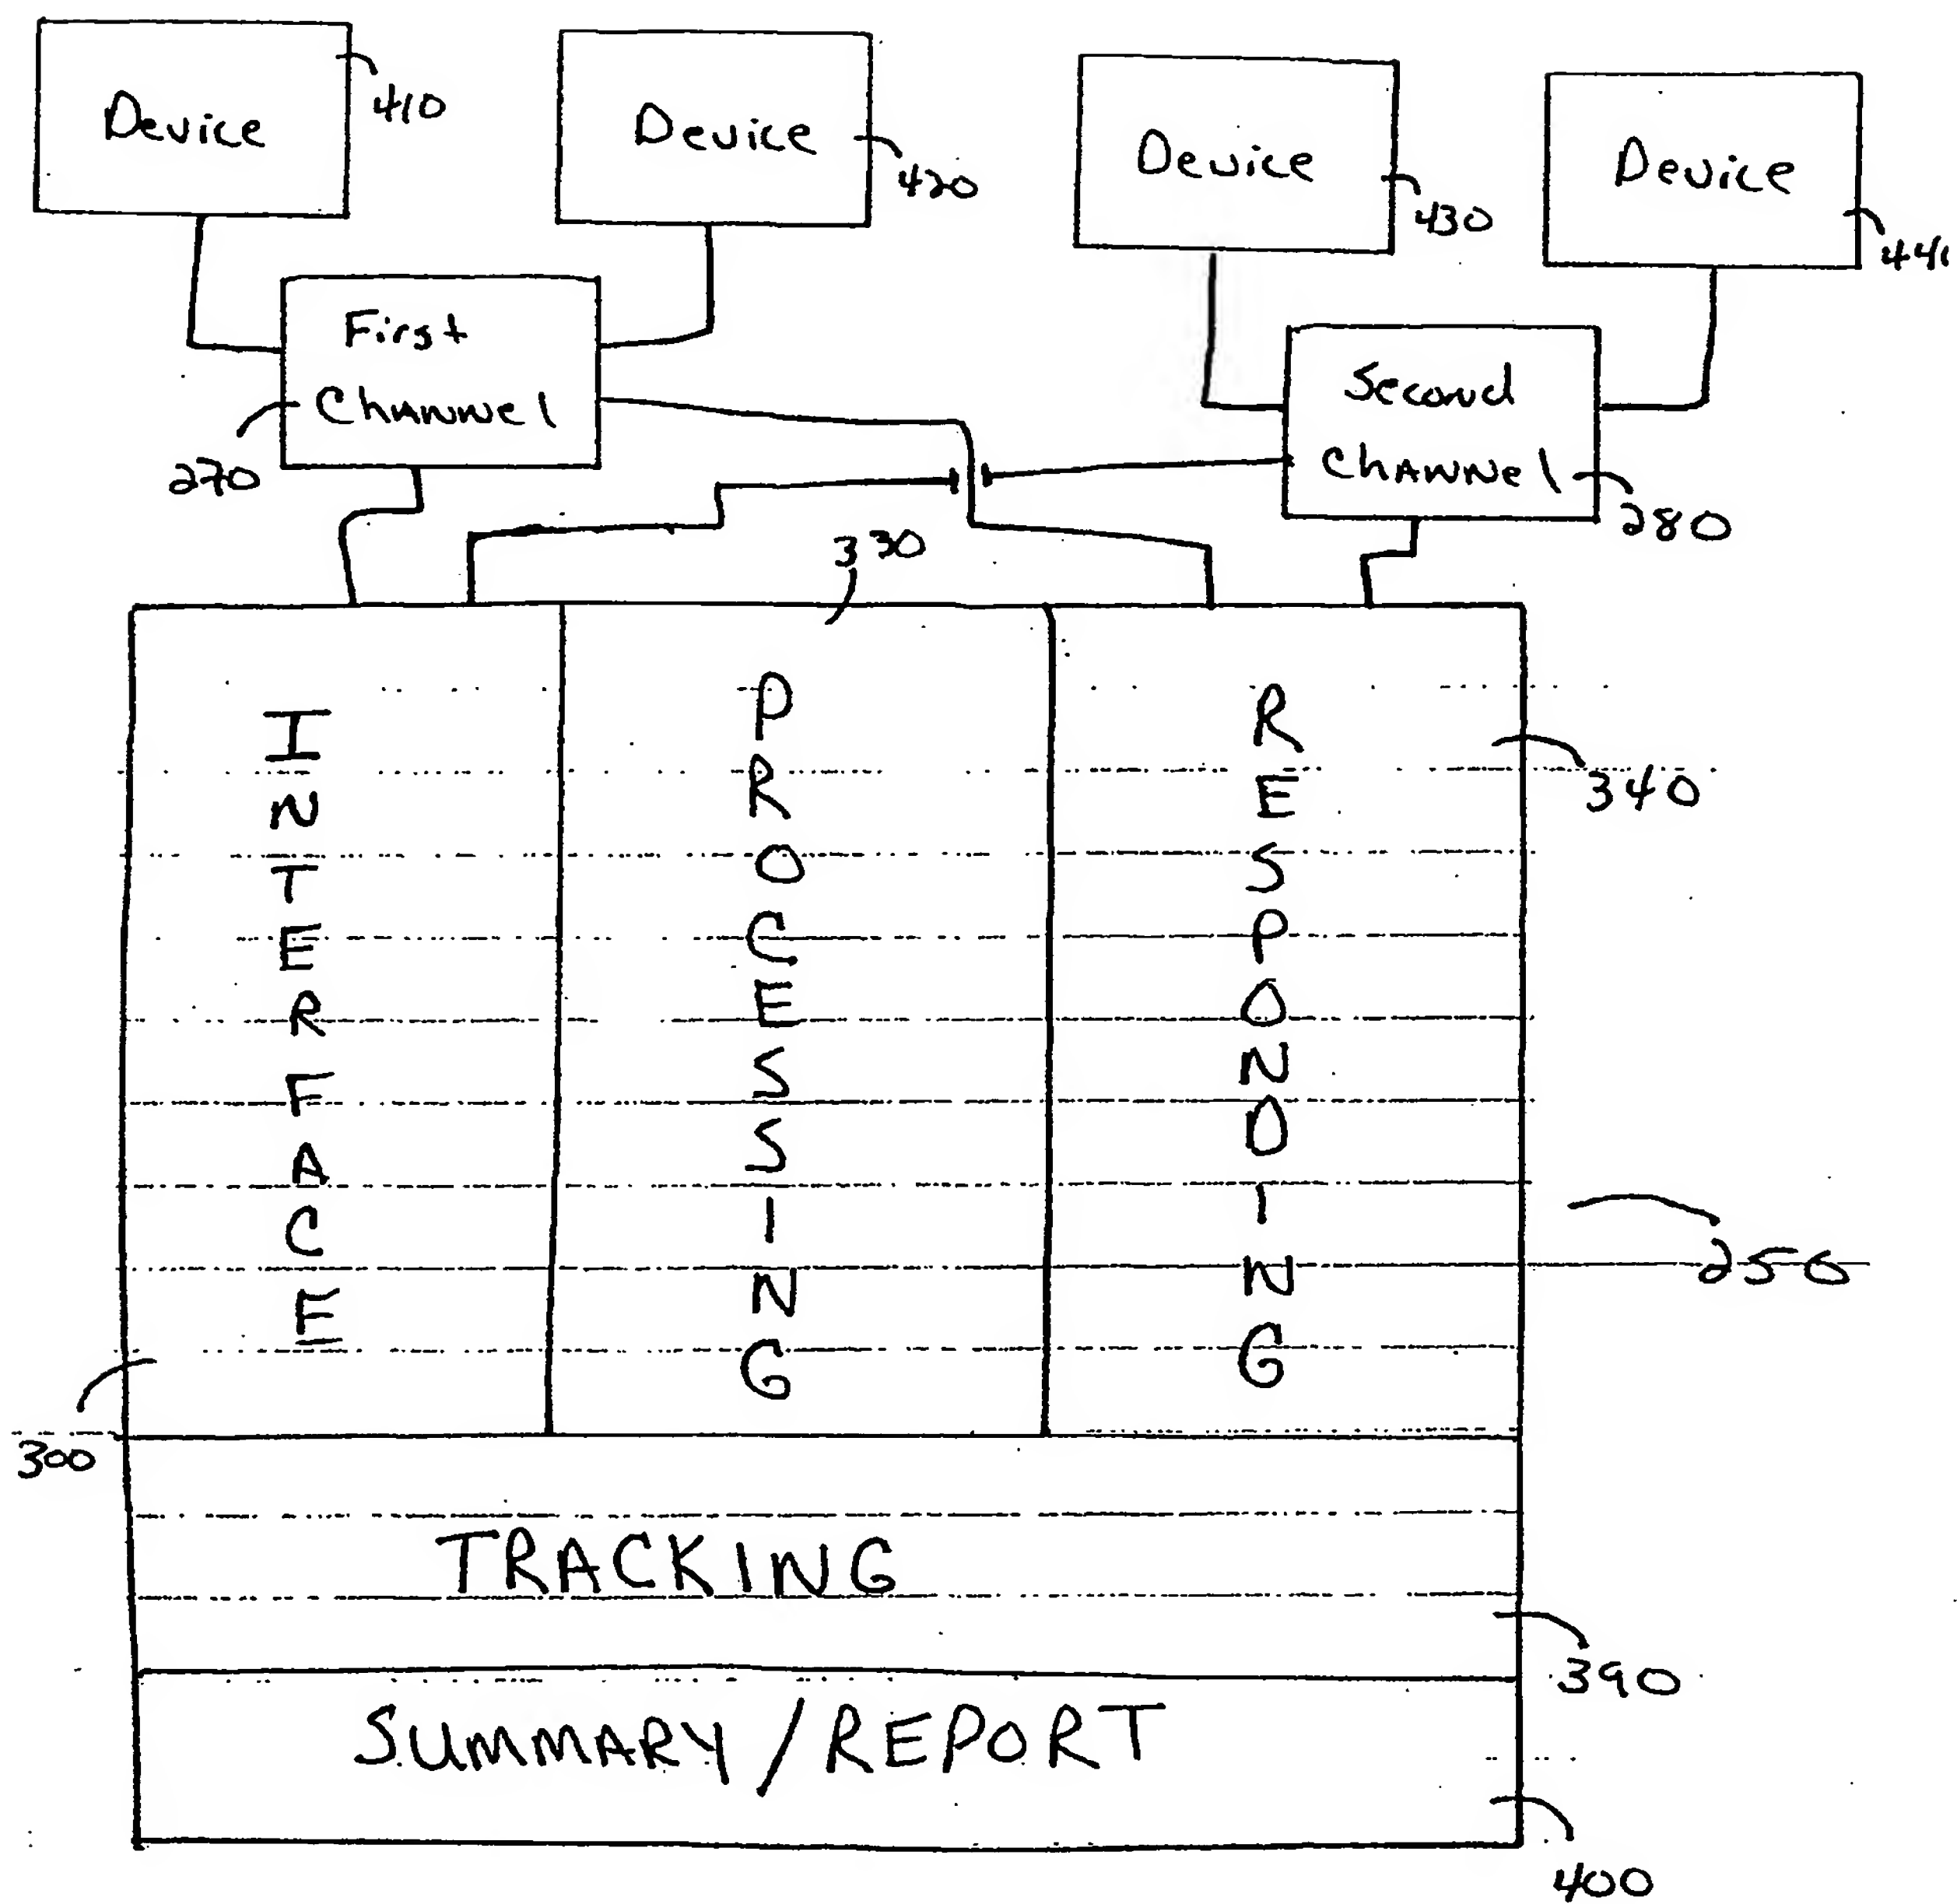 Device
410
Device
420
Device
430
Device
441
First
Channel
270
Second
Channel
280
330
INTERFACE
PROCESSING
RESPONDING
340
250
300
TRACKING
390
SUMMARY/REPORT
400